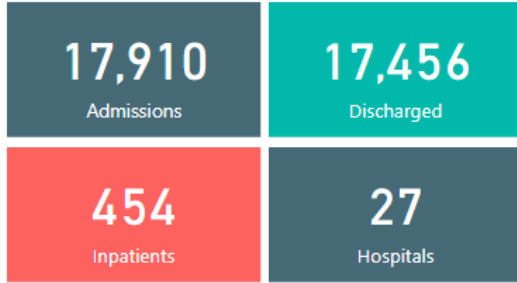 17,910
Admissions
17,456
Discharged
454
Inpatients
27
Hospitals